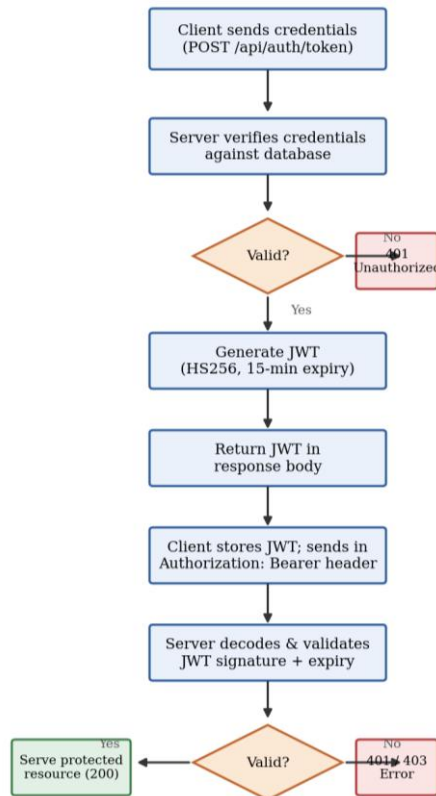 Client sends credentials
(POST /api/auth/token)
Server verifies credentials
against database
Valid?
No
401
Unauthorized
Yes
Generate JWT
(HS256, 15-min expiry)
Return JWT in
response body
Client stores JWT; sends in
Authorization: Bearer header
Server decodes & validates
JWT signature + expiry
Yes
Serve protected
resource (200)
Valid?
No
401 / 403
Error